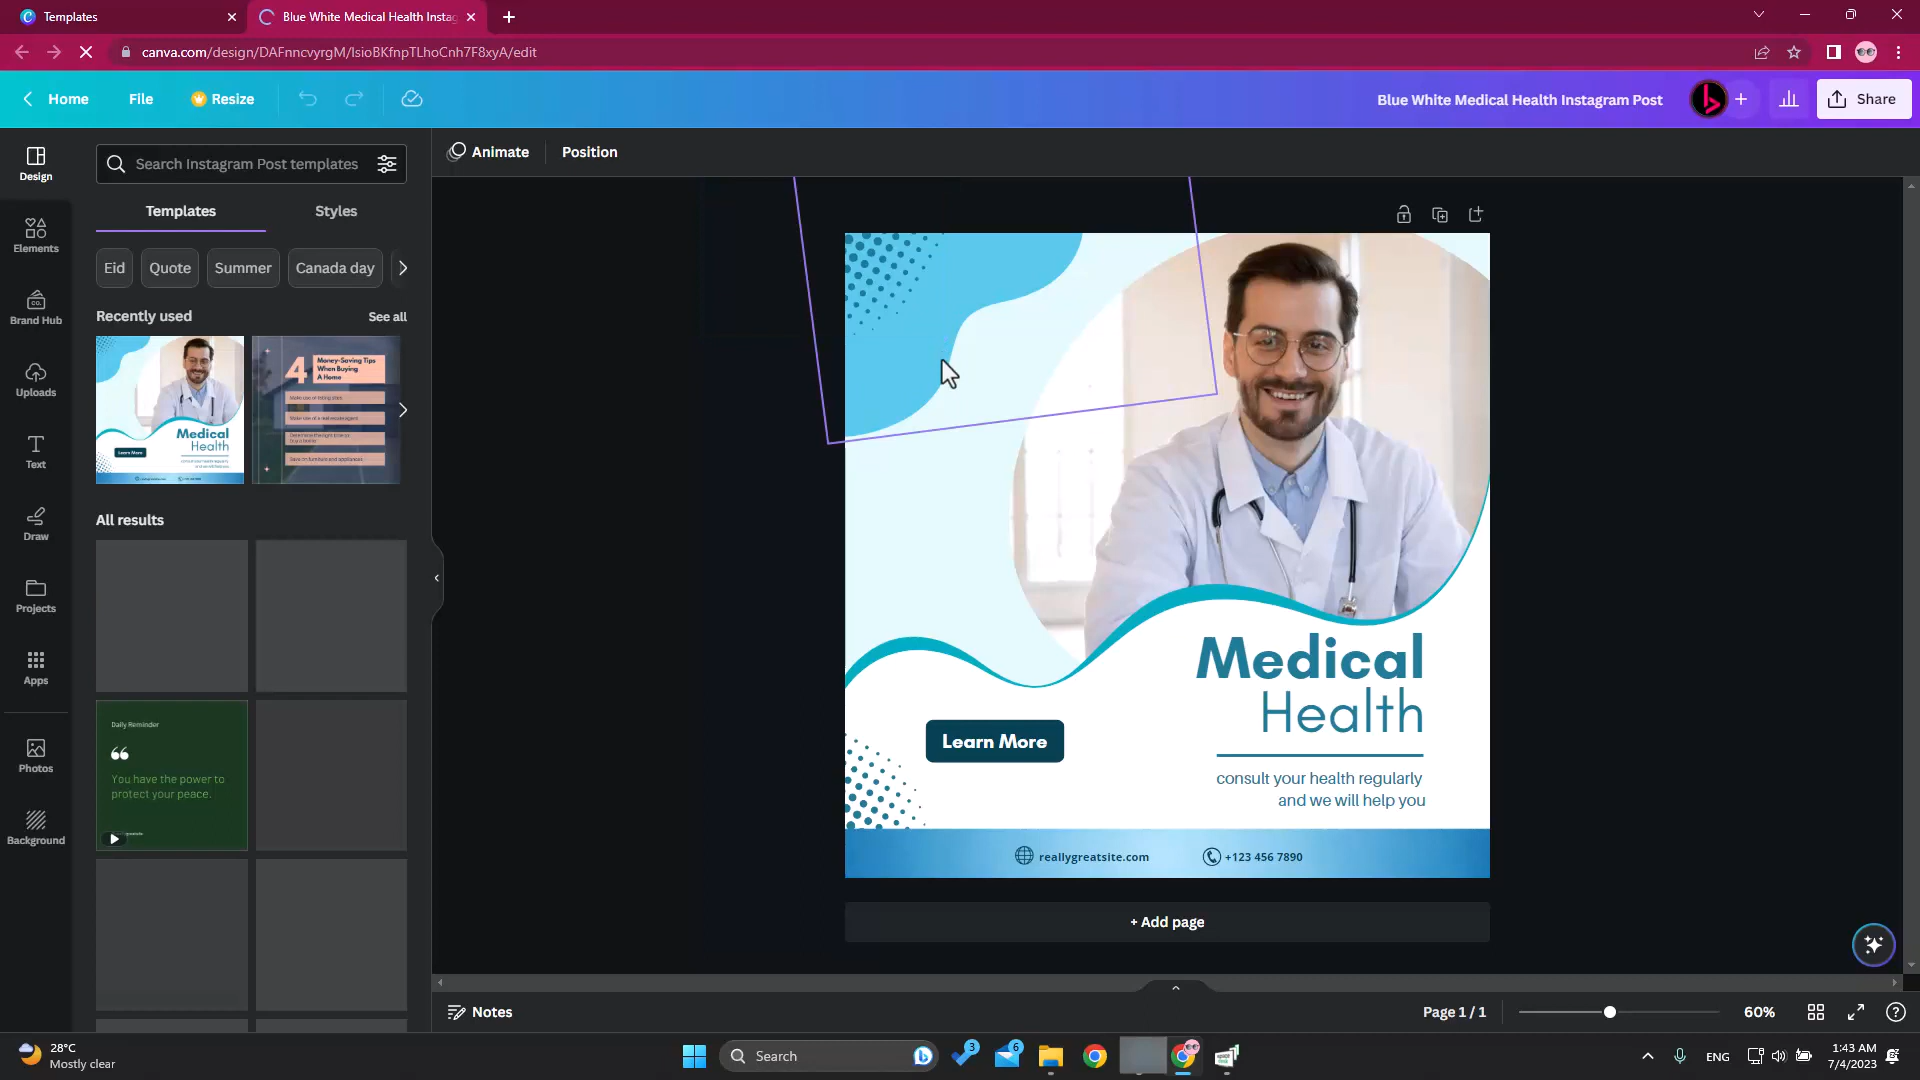 Templates
Blue White Medical Health Instag
canva.com/design/DAFnncvyrgM/IsioBKfnpTLhoCnh7F8xyA/edit
Home
File
Resize
Blue White Medical Health Instagram Post
Share
Design
Elements
Brand Hub
Uploads
Text
Draw
Projects
Apps
Photos
Background
Search Instagram Post templates
Templates
Styles
Eid
Quote
Summer
Canada day
Recently used
See all
Medical
Health
Learn More
4
Money-Saving Tips
When Buying
A Home
All results
Daily Reminder
You have the power to
protect your peace.
Animate
Position
Medical
Health
Learn More
consult your health regularly
and we will help you
reallygreatsite.com
+123 456 7890
+ Add page
Notes
Page 1 / 1
60%
28°C
Mostly clear
Search
3
6
ENG
1:43 AM
7/4/2023